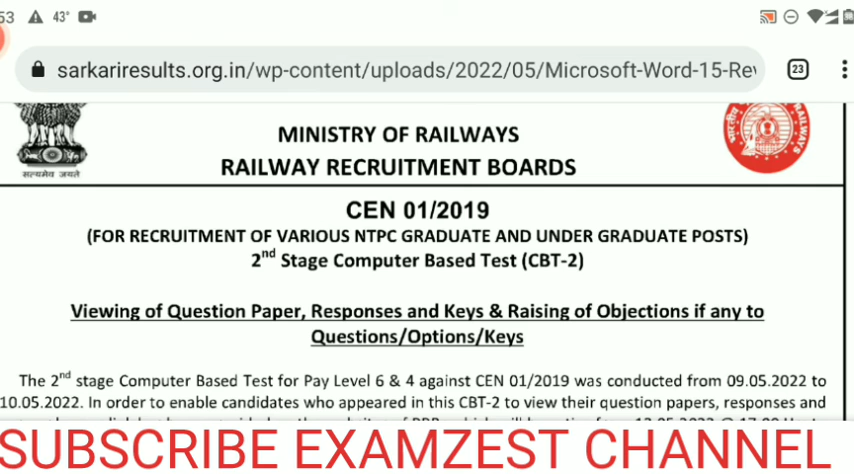 53 43°
sarkariresults.org.in/wp-content/uploads/2022/05/Microsoft-Word-15-Rev
23
सत्यमेव जयते
MINISTRY OF RAILWAYS
RAILWAY RECRUITMENT BOARDS
CEN 01/2019
(FOR RECRUITMENT OF VARIOUS NTPC GRADUATE AND UNDER GRADUATE POSTS)
2nd Stage Computer Based Test (CBT-2)
Viewing of Question Paper, Responses and Keys & Raising of Objections if any to
Questions/Options/Keys
The 2nd stage Computer Based Test for Pay Level 6 & 4 against CEN 01/2019 was conducted from 09.05.2022 to
10.05.2022. In order to enable candidates who appeared in this CBT-2 to view their question papers, responses and
SUBSCRIBE EXAMZEST CHANNEL